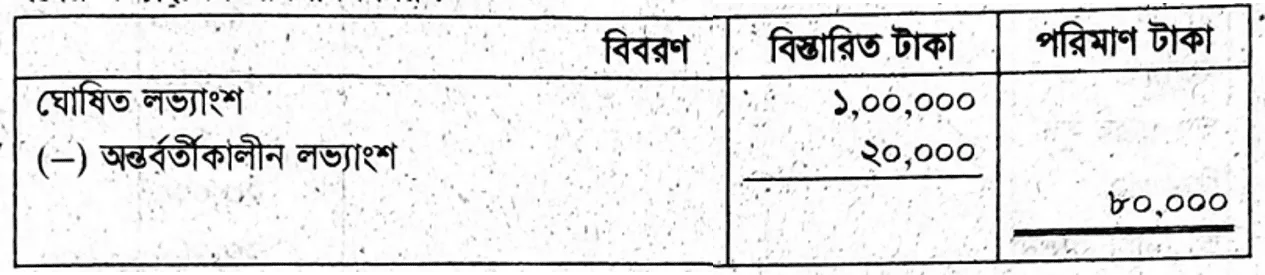 বিবরণ বিস্তারিত টাকা পরিমাণ টাকা
ঘোষিত লভ্যাংশ ১,০০,০০০
(–) অন্তর্বর্তীকালীন লভ্যাংশ ২০,০০০
৮০,০০০